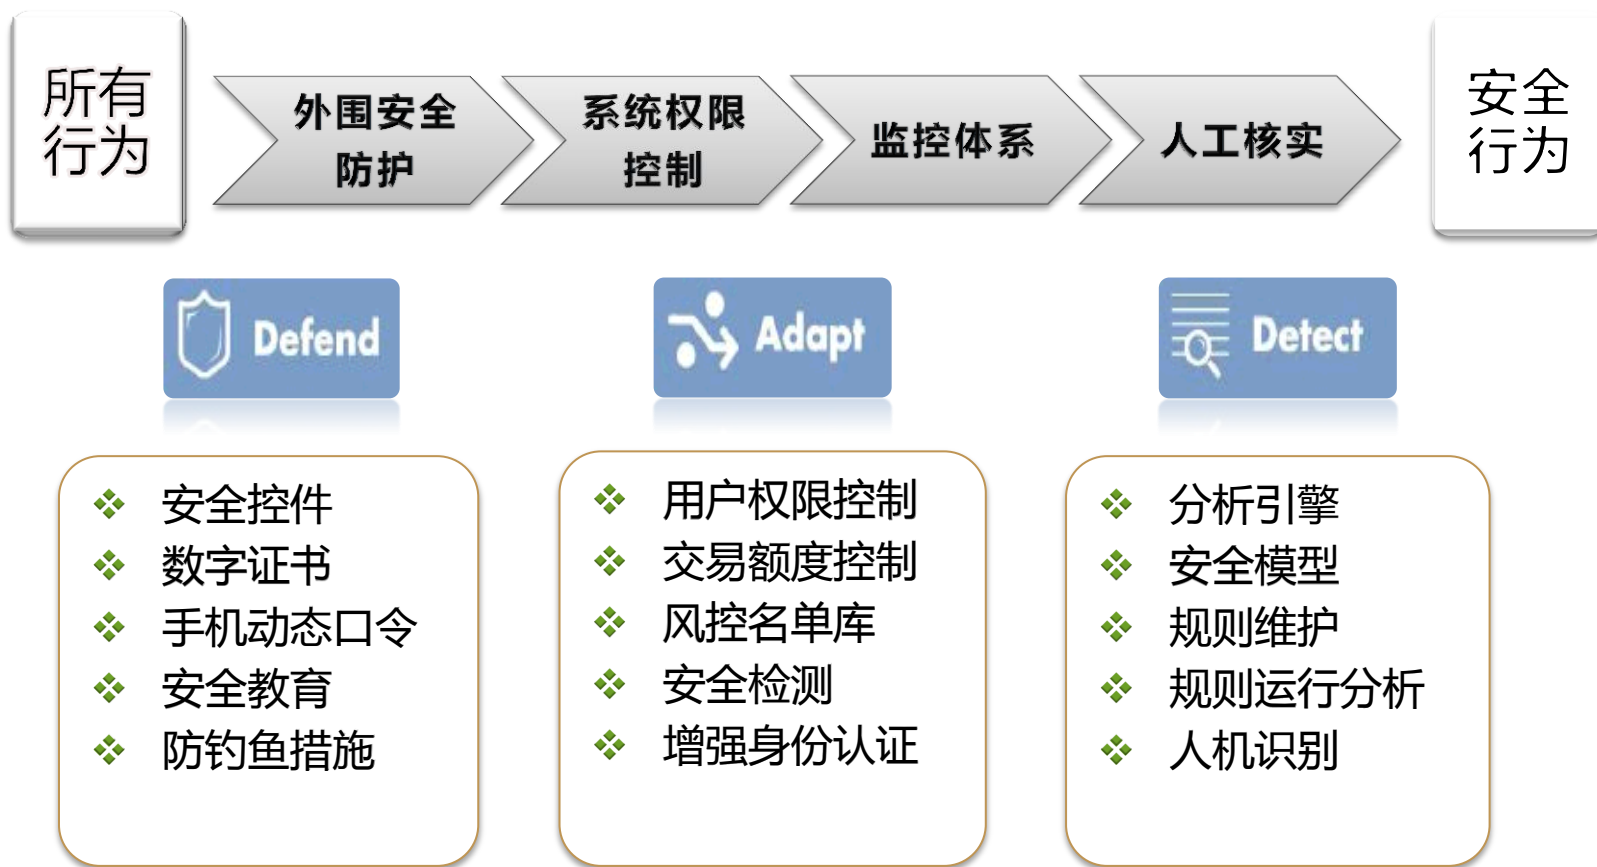 所有
行为
外围安全
防护
系统权限
控制
监控体系
人工核实
安全
行为
Defend
Adapt
Detect
安全控件
数字证书
手机动态口令
安全教育
防钓鱼措施
用户权限控制
交易额度控制
风控名单库
安全检测
增强身份认证
分析引擎
安全模型
规则维护
规则运行分析
人机识别